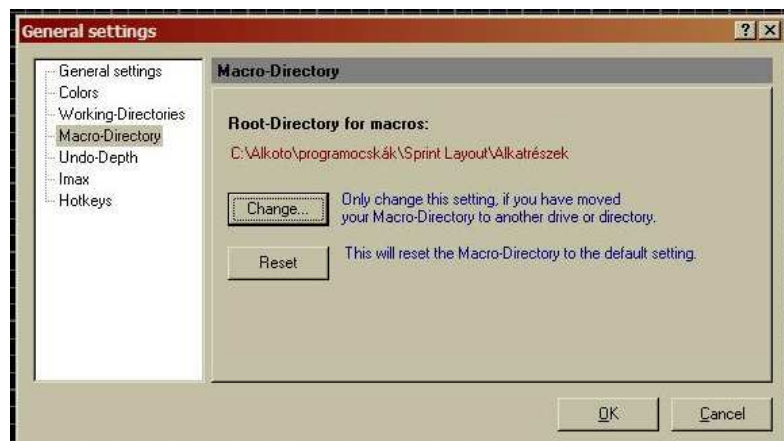 General settings
General settings
Colors
Working-Directories
Macro-Directory
Undo-Depth
Imax
Hotkeys
Macro-Directory
Root-Directory for macros:
C:\Alkoto\programocskák\Sprint Layout\Alkatrészek
Change...
Only change this setting, if you have moved
your Macro-Directory to another drive or directory.
Reset
This will reset the Macro-Directory to the default setting.
OK
Cancel